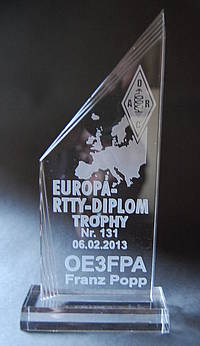 EUROPA-
RTTY-DIPLOM
TROPHY
Nr. 131
06.02.2013
OE3FPA
Franz Popp